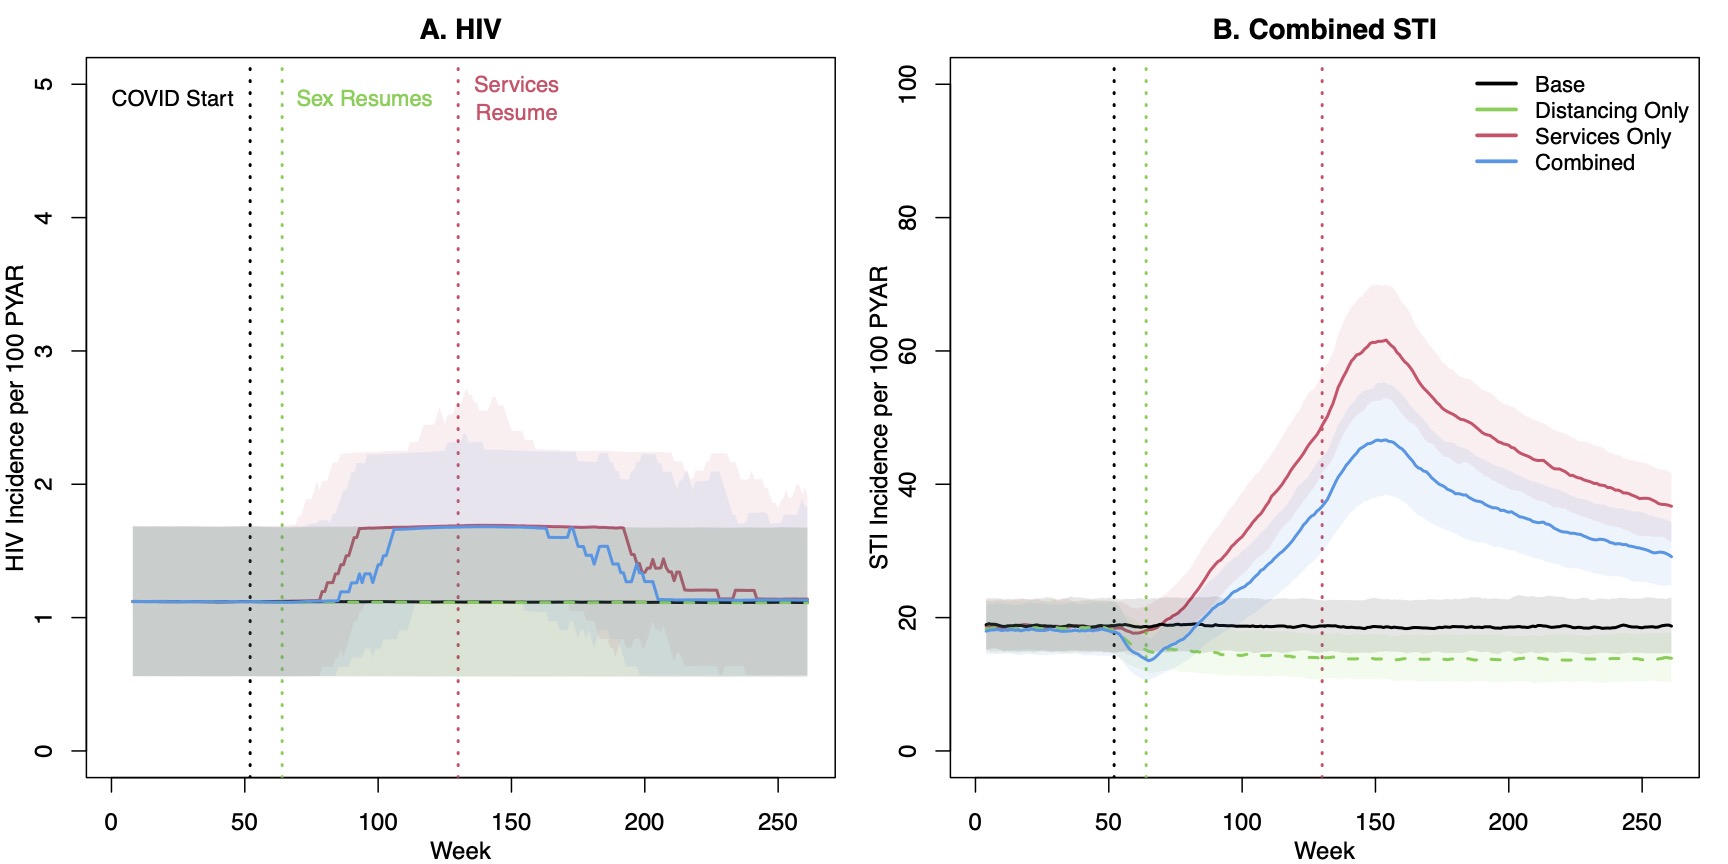 A. HIV
HIV Incidence per 100 PYAR
5
4
3
2
1
0
COVID Start
Sex Resumes
Services
Resume
0 50 100 150 200 250
Week
B. Combined STI
STI Incidence per 100 PYAR
100
80
60
40
20
0
Base
Distancing Only
Services Only
Combined
0 50 100 150 200 250
Week